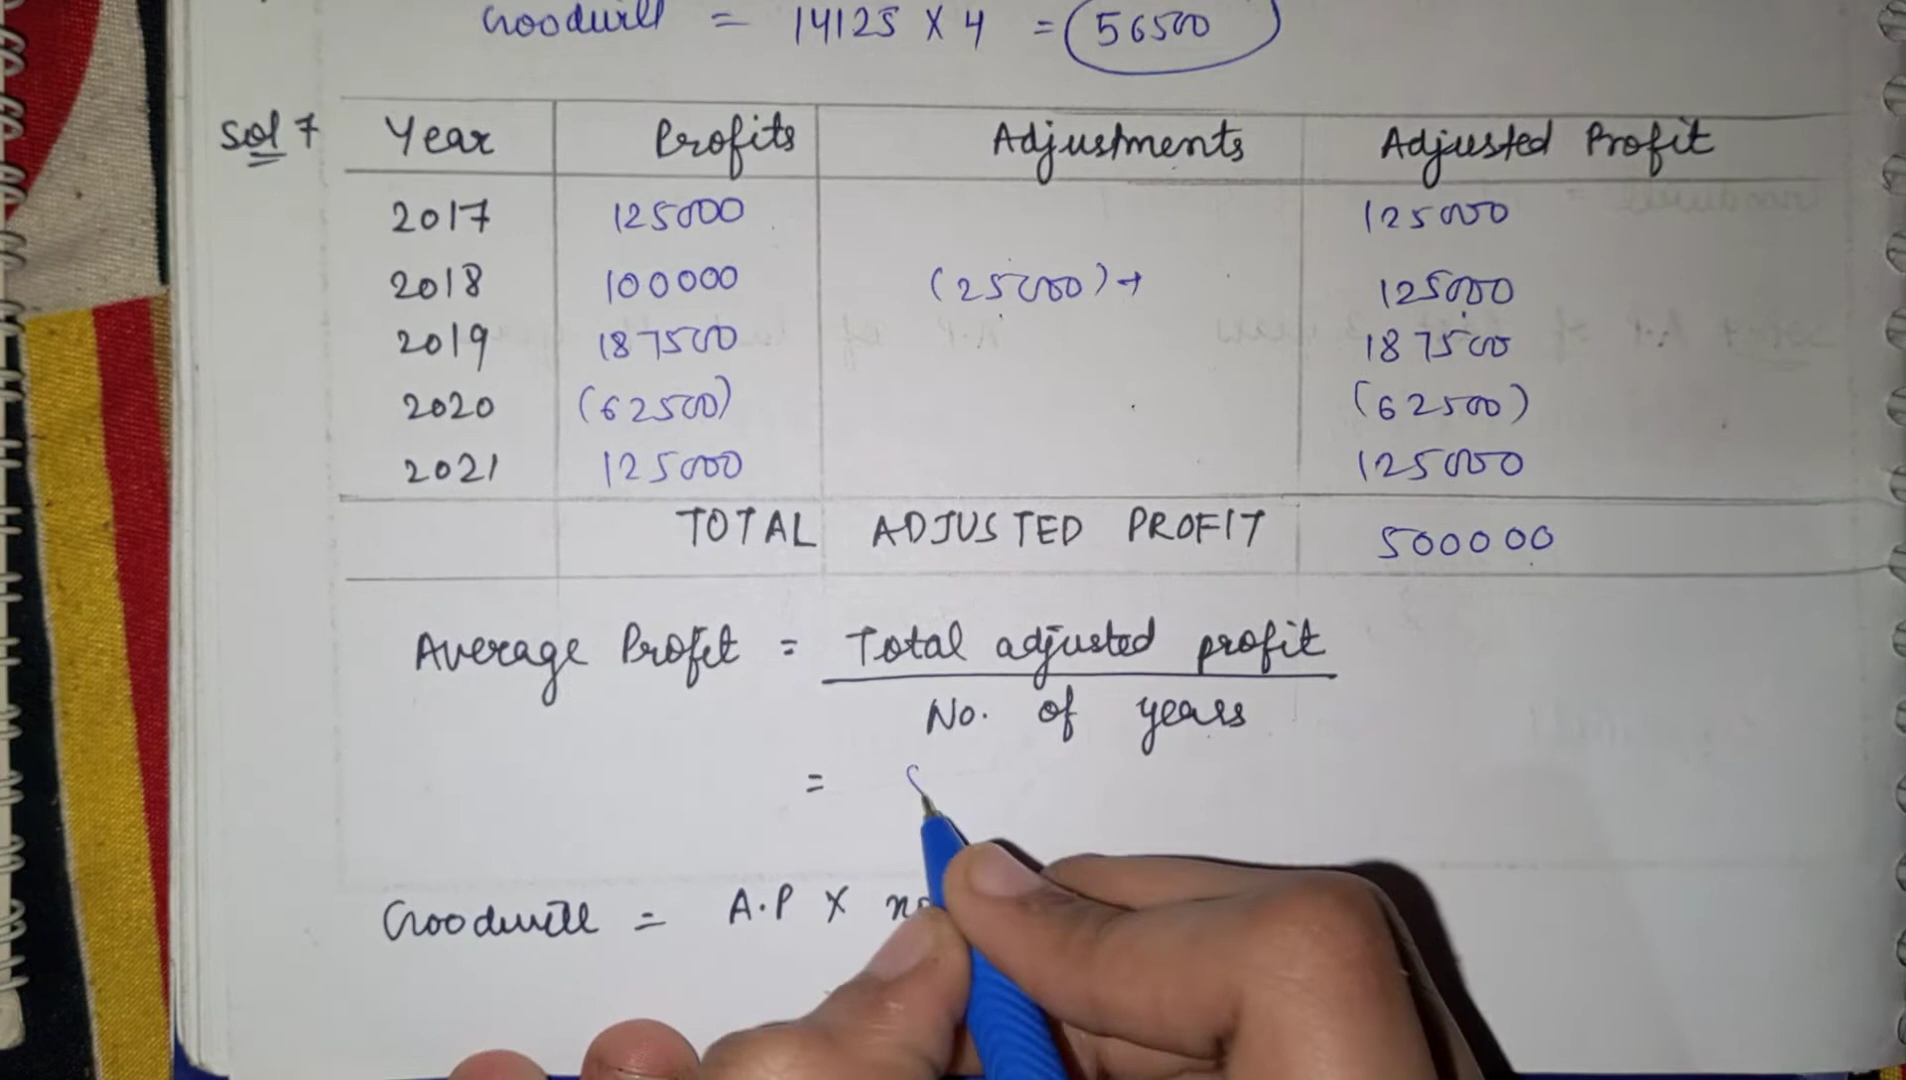 Goodwill = 14125 X 4 = 56500
Sol 7 Year Profits Adjustments Adjusted Profit
2017 125000 125000
2018 100000 (25000) + 125000
2019 187500 187500
2020 (62500) (62500)
2021 125000 125000
TOTAL ADJUSTED PROFIT 500000
Average Profit = Total adjusted profit
No. of years
=
Goodwill = A.P X